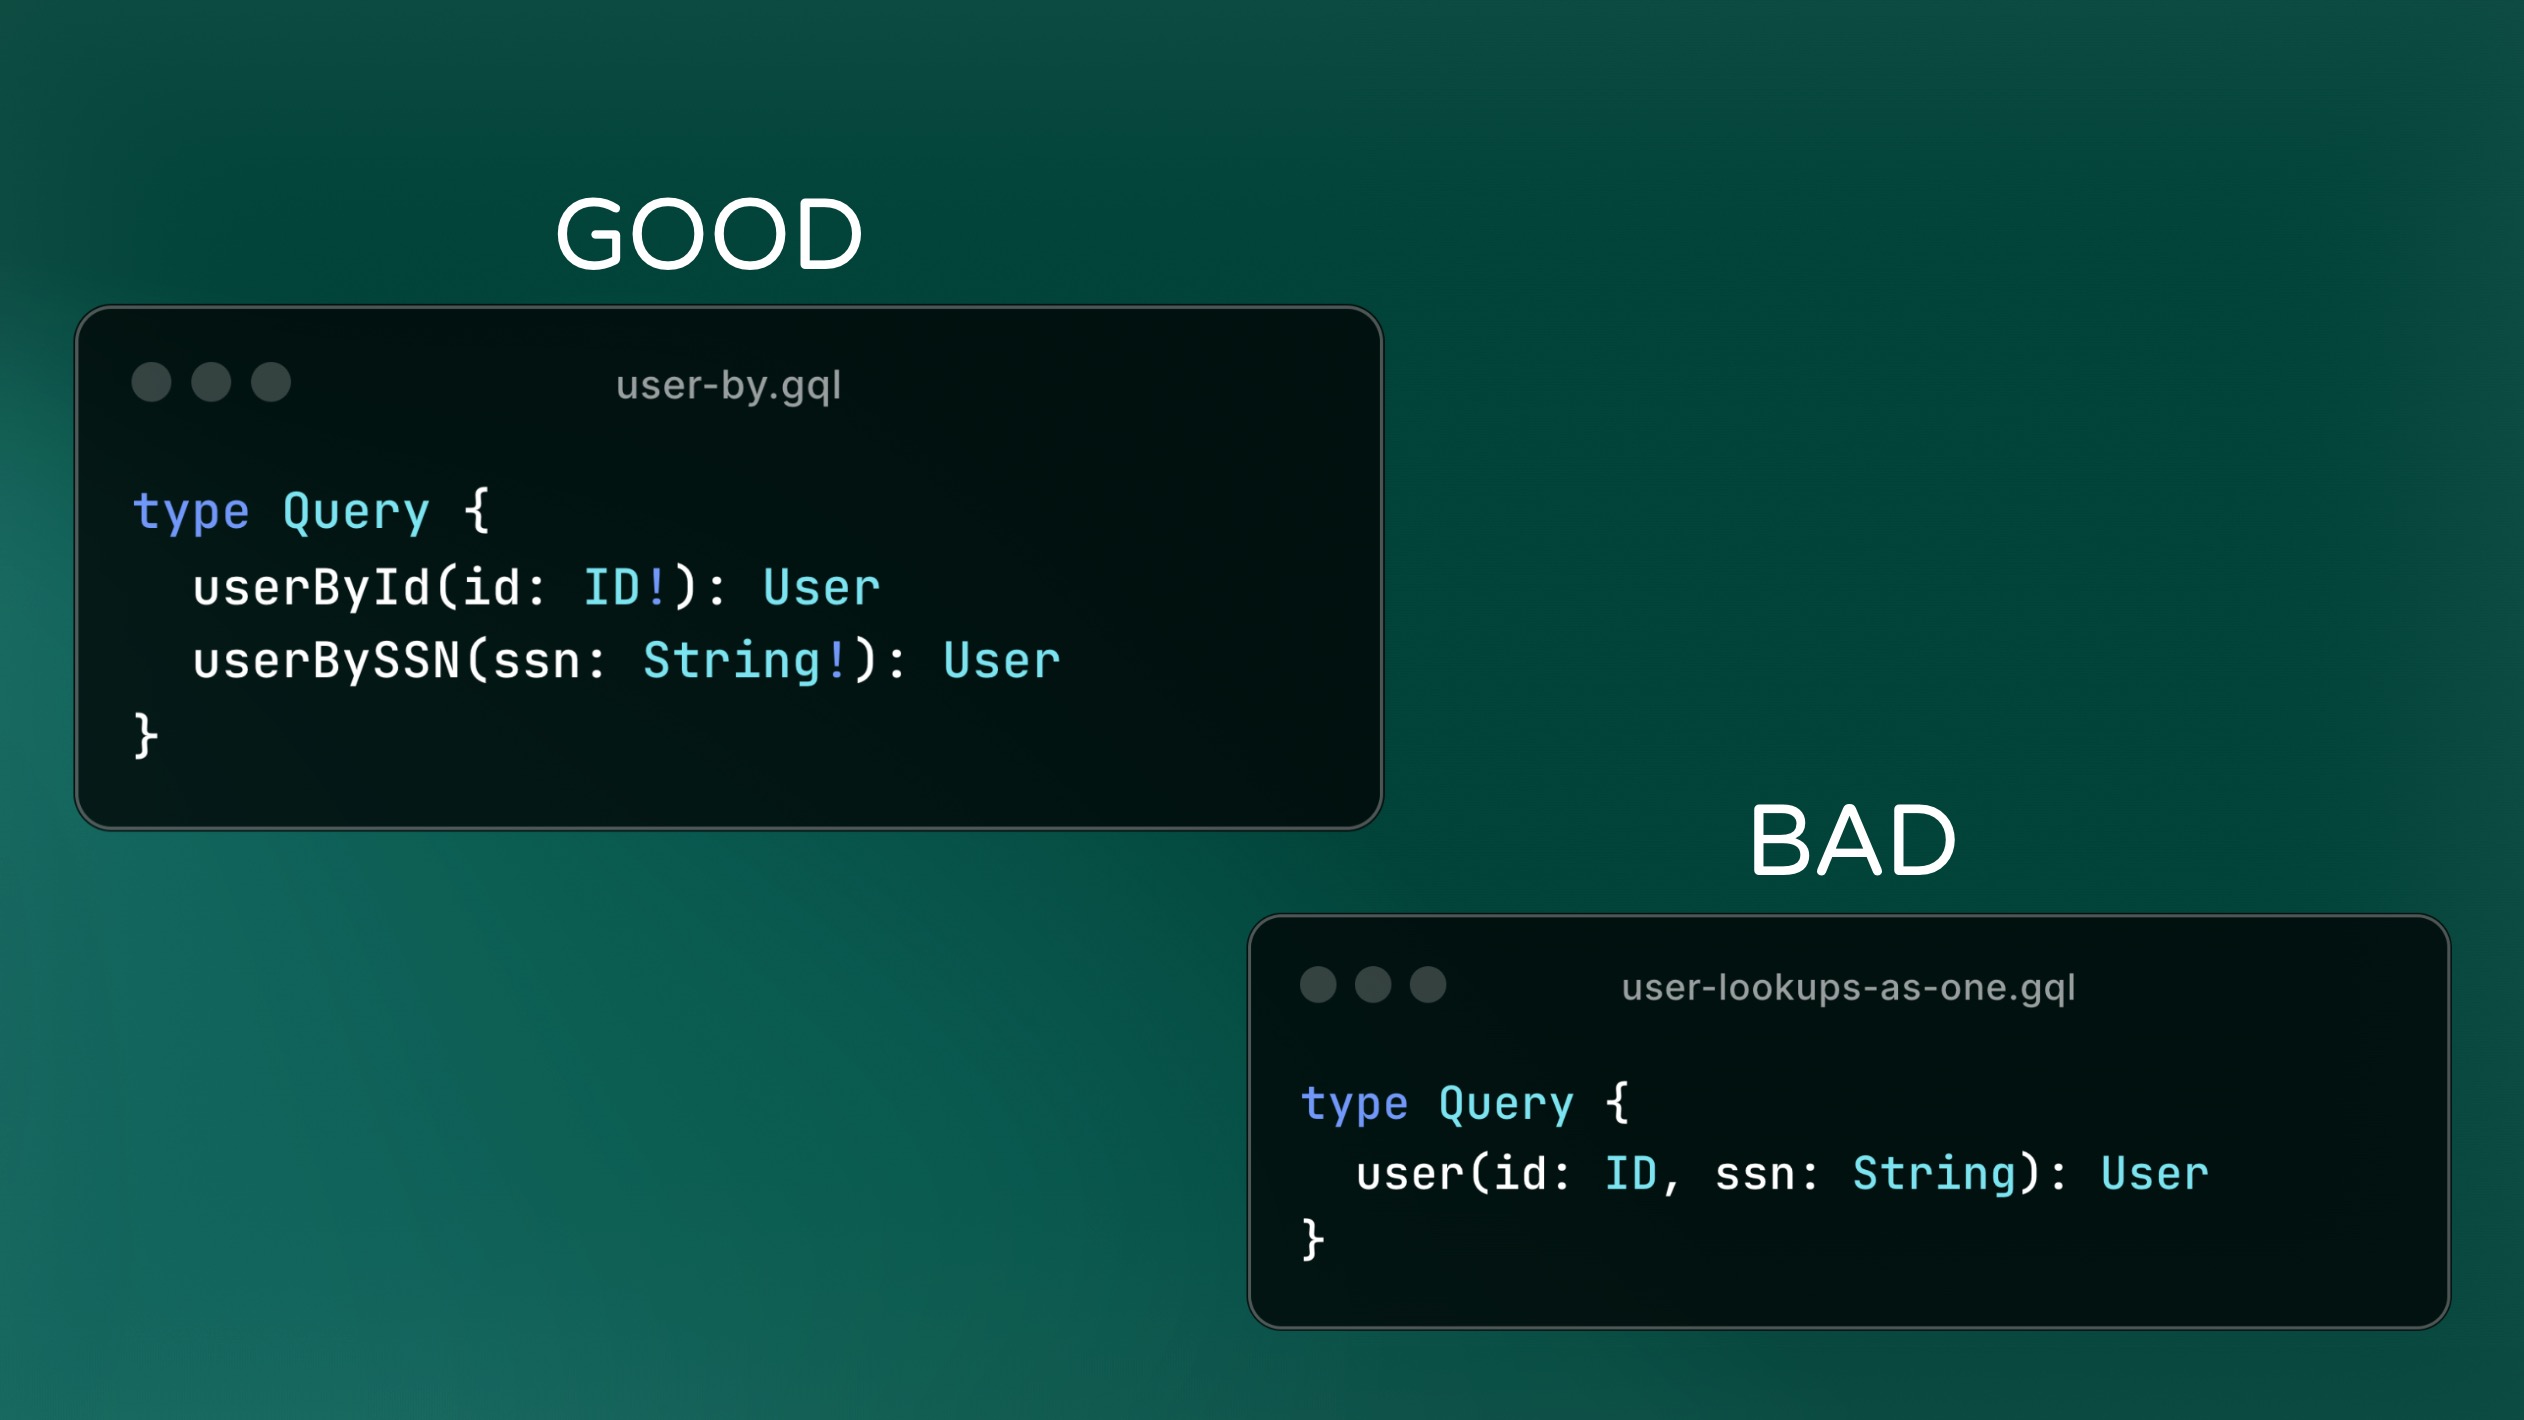 GOOD
user-by.gql
type Query {
  userById(id: ID!): User
  userBySSN(ssn: String!): User
}
BAD
user-lookups-as-one.gql
type Query {
  user(id: ID, ssn: String): User
}